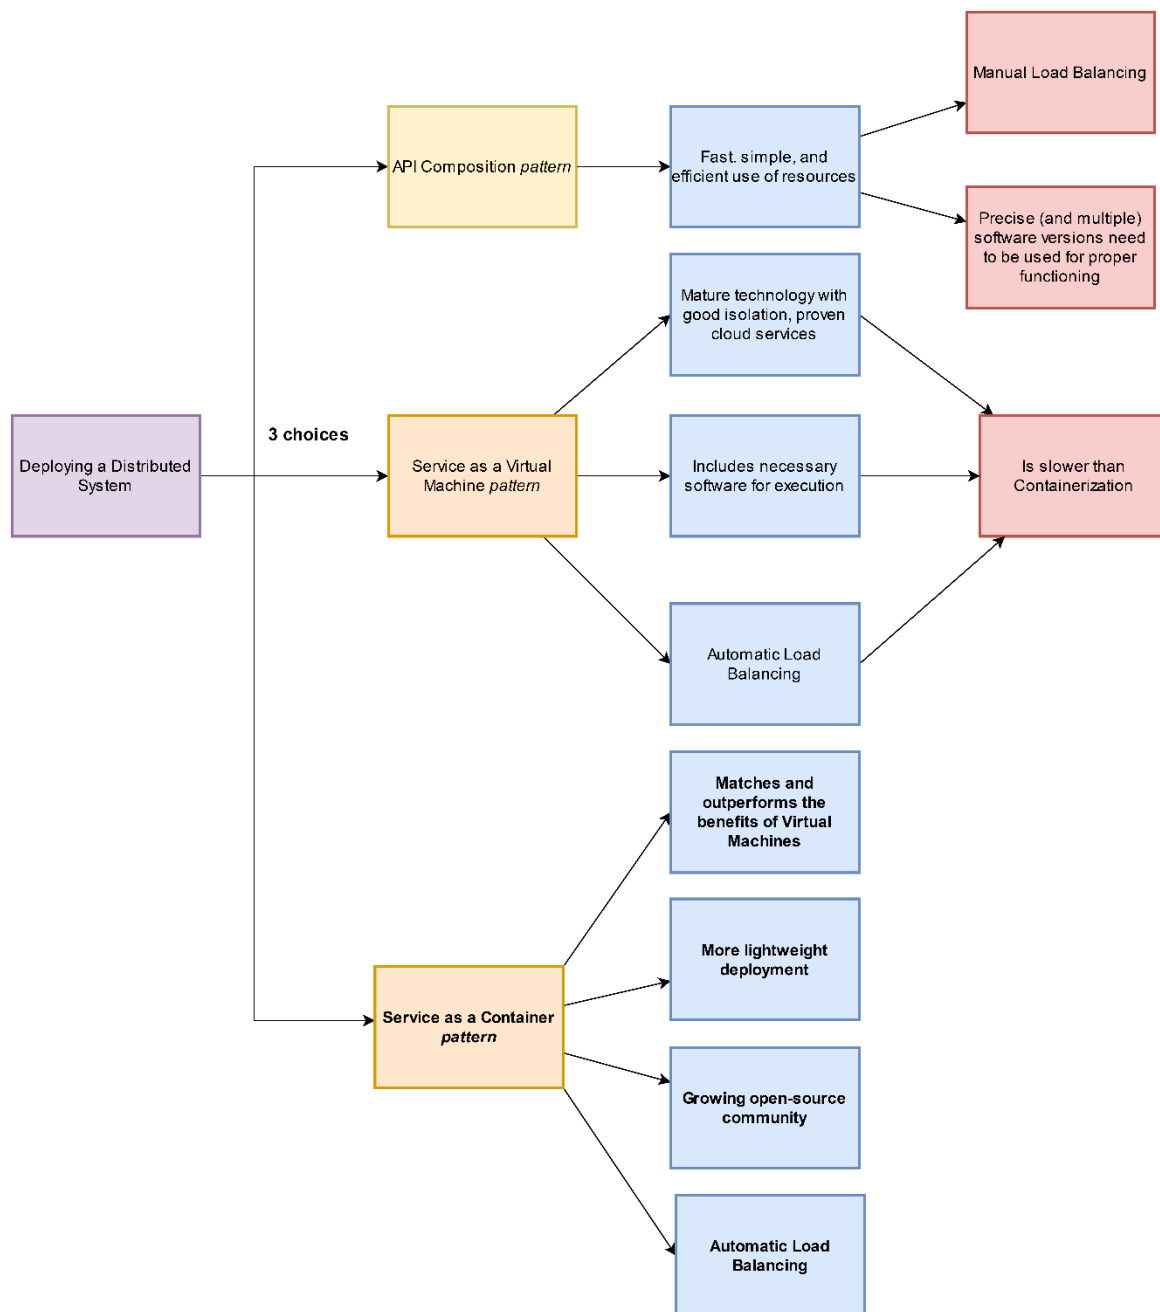 Manual Load Balancing
API Composition pattern
Fast. simple, and
efficient use of resources
Precise (and multiple)
software versions need
to be used for proper
functioning
Mature technology with
good isolation, proven
cloud services
3 choices
Deploying a Distributed
System
Service as a Virtual
Machine pattern
Includes necessary
software for execution
Is slower than
Containerization
Automatic Load
Balancing
Matches and
outperforms the
benefits of Virtual
Machines
More lightweight
deployment
Service as a Container
pattern
Growing open-source
community
Automatic Load
Balancing